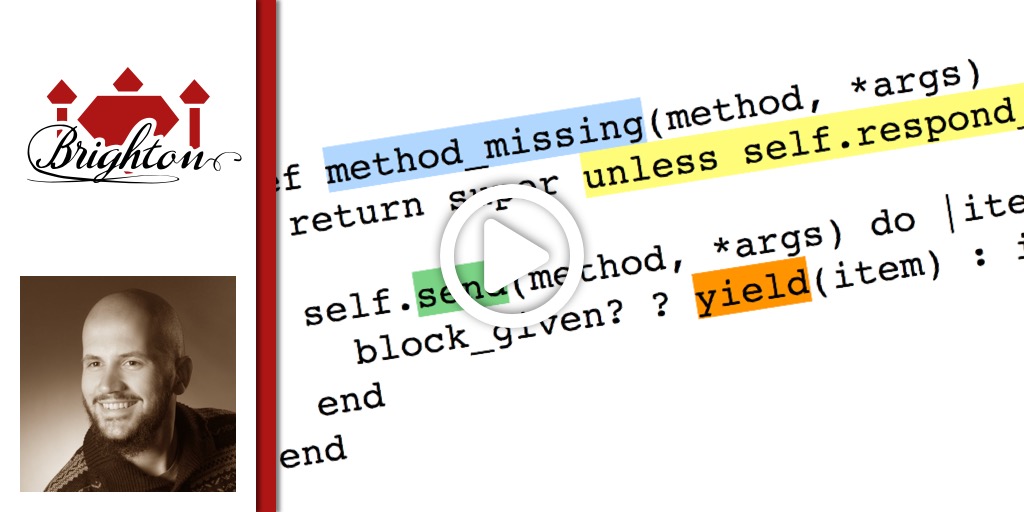 Brighton
ef method_missing(method, *args)
return super unless self.respond_
self.send(method, *args) do |ite
block_given? ? yield(item) : i
end
end